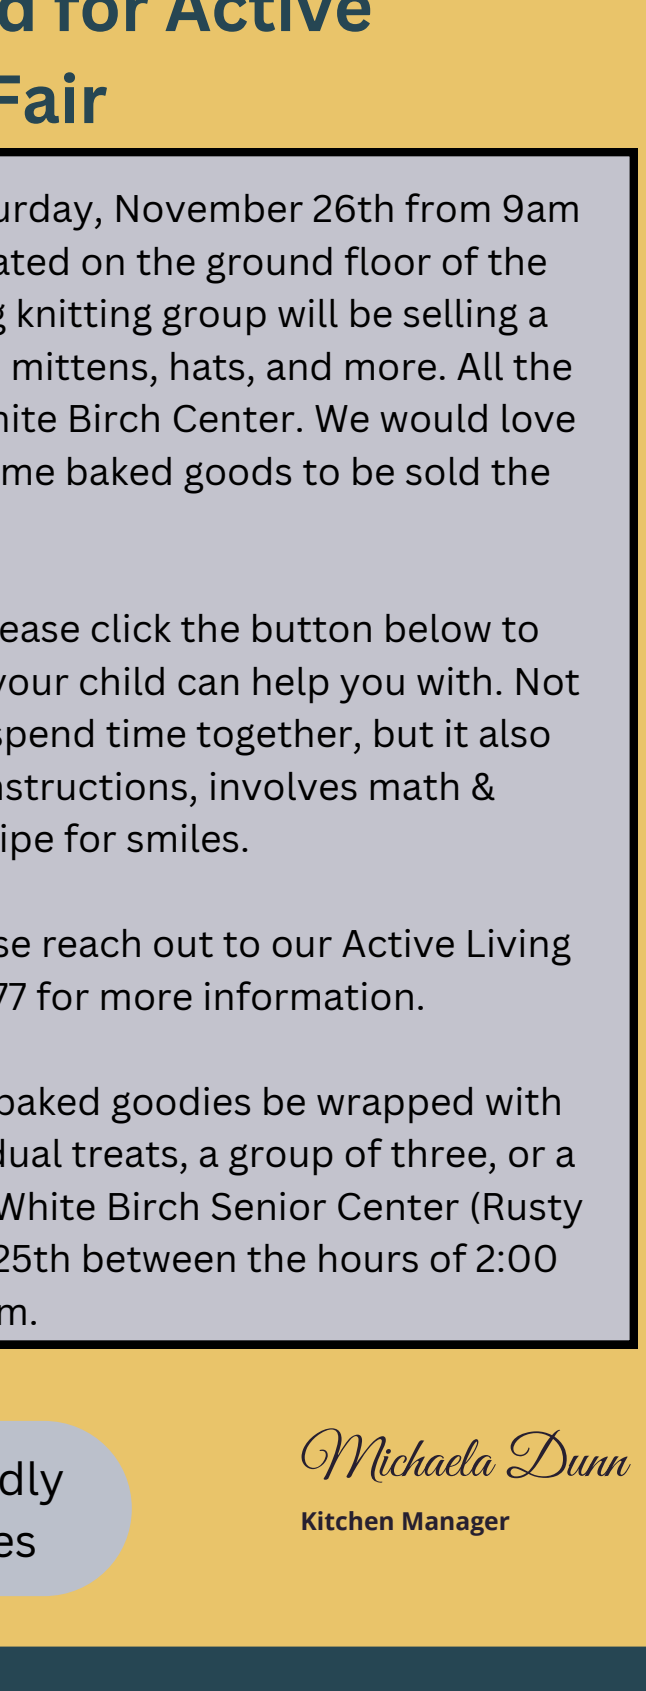 d for Active
Fair
urday, November 26th from 9am
ated on the ground floor of the
g knitting group will be selling a
mittens, hats, and more. All the
hite Birch Center. We would love
me baked goods to be sold the
ease click the button below to
your child can help you with. Not
spend time together, but it also
nstructions, involves math &
ipe for smiles.
se reach out to our Active Living
77 for more information.
baked goodies be wrapped with
dual treats, a group of three, or a
White Birch Senior Center (Rusty
25th between the hours of 2:00
m.
dly
es
Michaela Dunn
Kitchen Manager